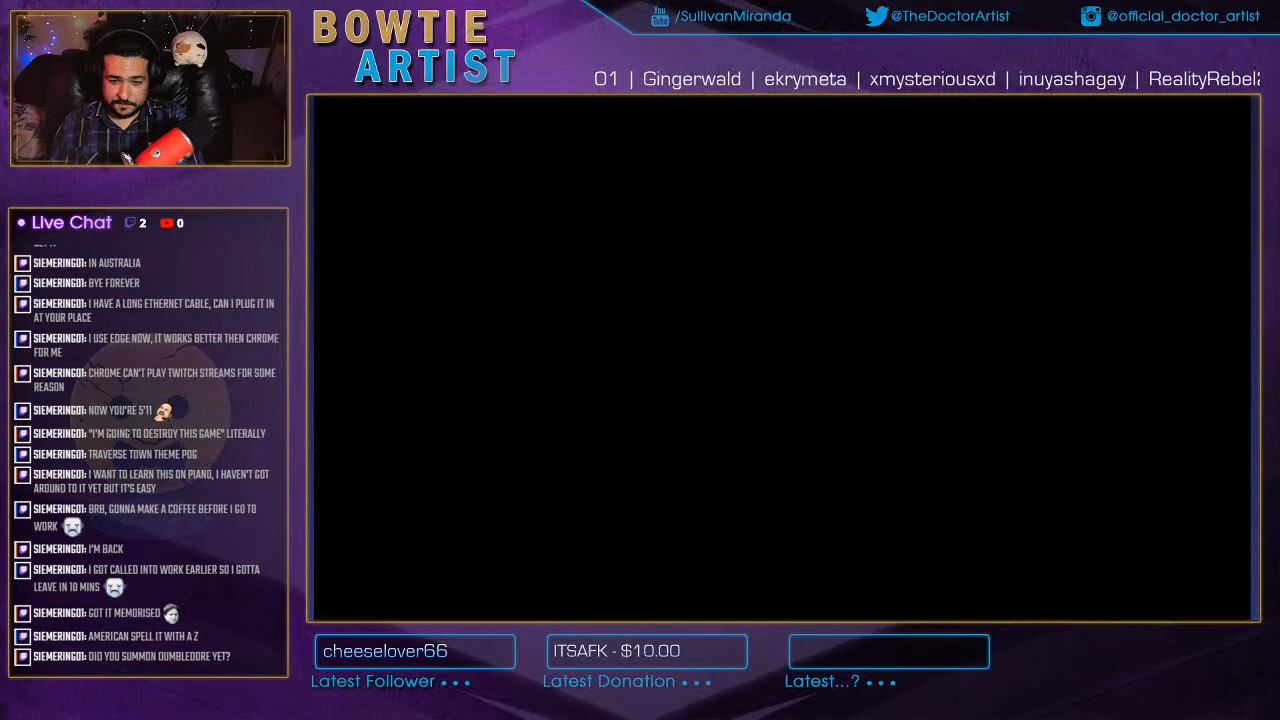 BOWTIE
ARTIST
You
Tube
/SullivanMiranda
@TheDoctorArtist
@official_doctor_artist
01 | Gingerwald | ekrymeta | xmysteriousxd | inuyashagay | RealityRebel
Live Chat
2
0
SIEMERING01: IN AUSTRALIA
SIEMERING01: BYE FOREVER
SIEMERING01: I HAVE A LONG ETHERNET CABLE, CAN I PLUG IT IN
AT YOUR PLACE
SIEMERING01: I USE EDGE NOW, IT WORKS BETTER THEN CHROME
FOR ME
SIEMERING01: CHROME CAN'T PLAY TWITCH STREAMS FOR SOME
REASON
SIEMERING01: NOW YOU'RE 5'11
SIEMERING01: "I'M GOING TO DESTROY THIS GAME" LITERALLY
SIEMERING01: TRAVERSE TOWN THEME POG
SIEMERING01: I WANT TO LEARN THIS ON PIANO, I HAVEN'T GOT
AROUND TO IT YET BUT IT'S EASY
SIEMERING01: BRB, GONNA MAKE A COFFEE BEFORE I GO TO
WORK
SIEMERING01: I'M BACK
SIEMERING01: I GOT CALLED INTO WORK EARLIER SO I GOTTA
LEAVE IN 10 MINS
SIEMERING01: GOT IT MEMORISED
SIEMERING01: AMERICAN SPELL IT WITH A Z
SIEMERING01: DID YOU SUMMON DUMBLEDORE YET?
cheeselover66
Latest Follower
ITSAFK - $10.00
Latest Donation
Latest...?